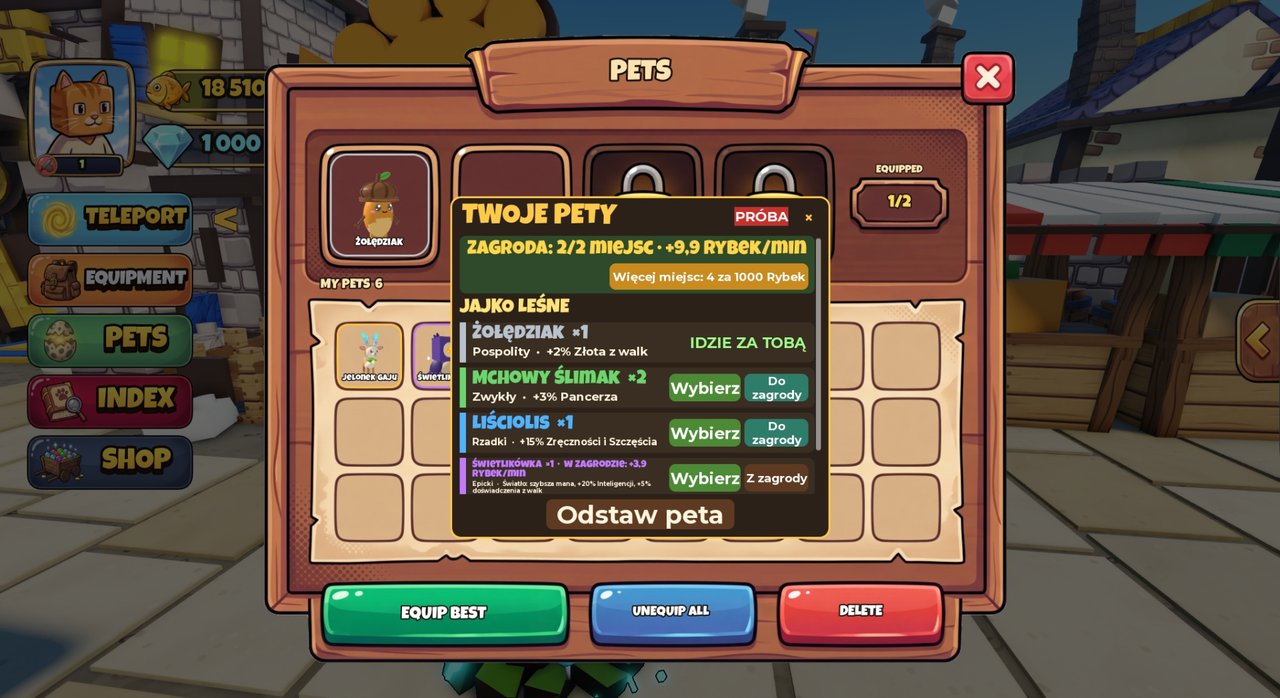 PETS
18 510
1 000
1
TELEPORT
EQUIPMENT
PETS
INDEX
SHOP
ŻOŁĘDZIAK
EQUIPPED
1/2
MY PETS 6
JELONEK GAJU
TWOJE PETY
PRÓBA
×
ZAGRODA: 2/2 MIEJSC · +9,9 RYBEK/MIN
Więcej miejsc: 4 za 1000 Rybek
JAJKO LEŚNE
ŻOŁĘDZIAK ×1
Pospolity · +2% Złota z walk
IDZIE ZA TOBĄ
MCHOWY ŚLIMAK ×2
Zwykły · +3% Pancerza
Wybierz
Do zagrody
LIŚCIOLIS ×1
Rzadki · +15% Zręczności i Szczęścia
Wybierz
Do zagrody
ŚWIETLIKÓWKA ×1 · W ZAGRODZIE: +3,9
RYBEK/MIN
Epicki · Światło: szybsza mana, +20% Inteligencji, +5%
doświadczenia z walk
Wybierz
Z zagrody
Odstaw peta
EQUIP BEST
UNEQUIP ALL
DELETE